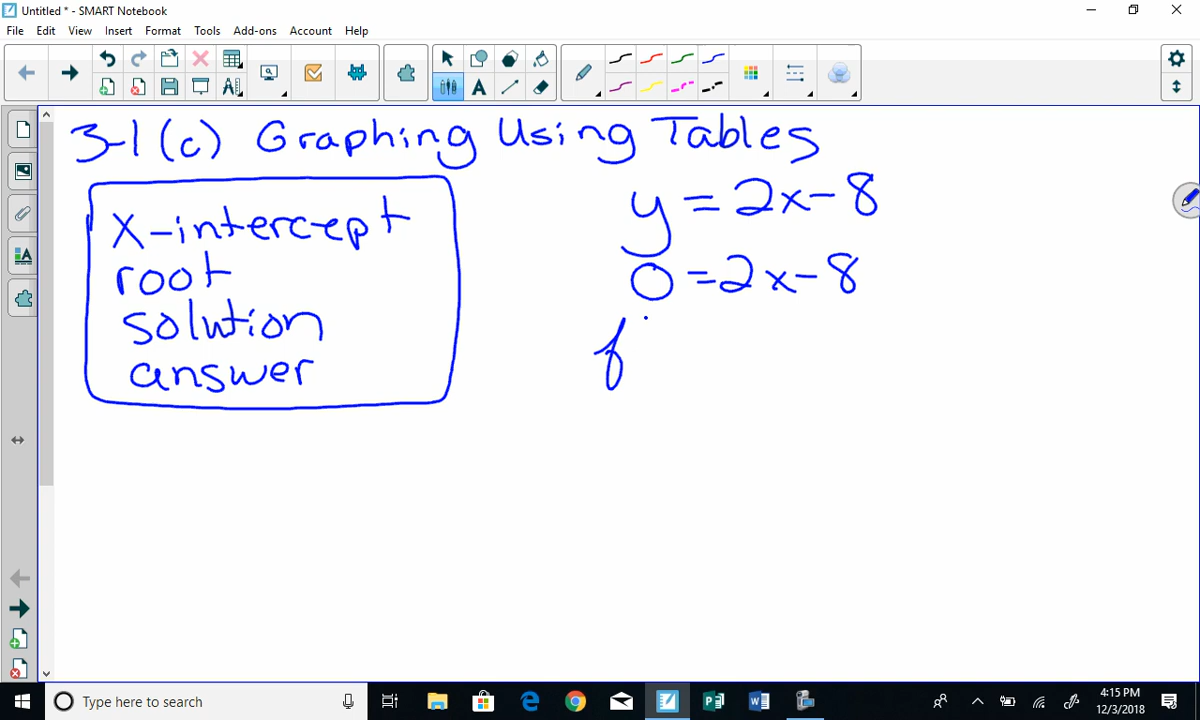 Untitled * - SMART Notebook
File Edit View Insert Format Tools Add-ons Account Help
3-1 (c) Graphing Using Tables
x-intercept
root
solution
answer
y = 2x-8
0 = 2x-8
f
Type here to search
4:15 PM
12/3/2018